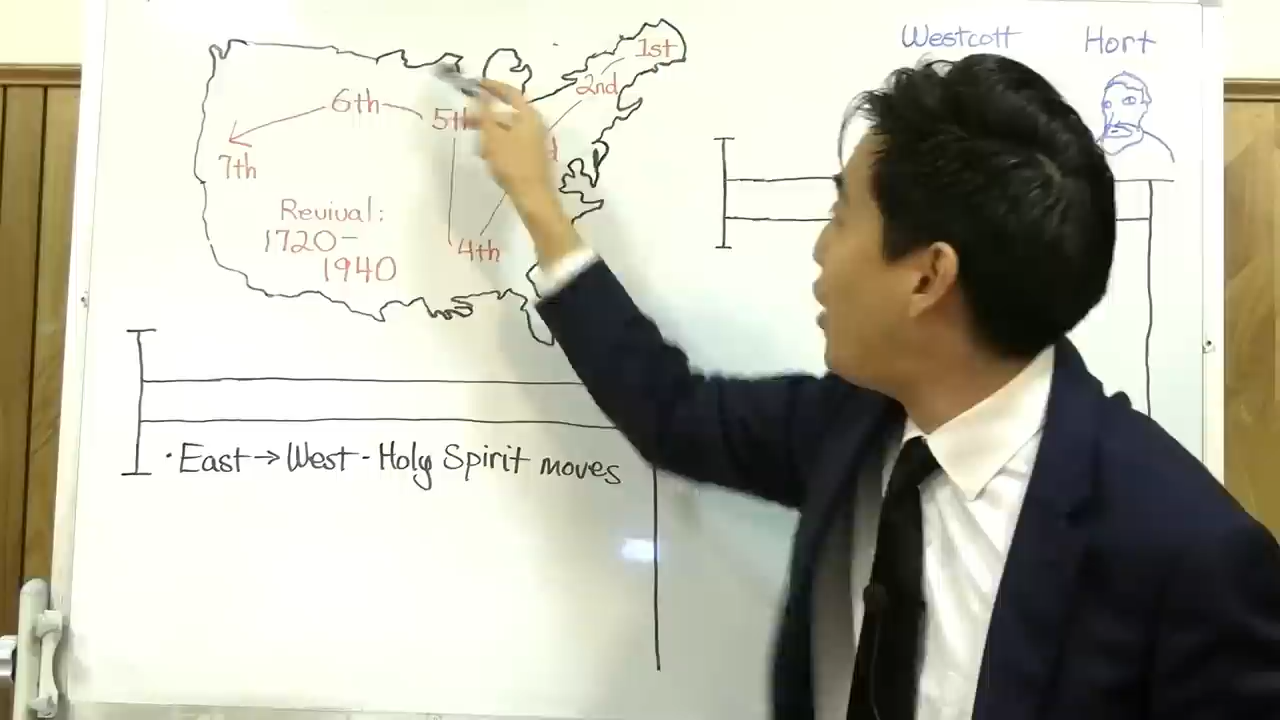 1st
2nd
4th
5th
6th
7th
Revival:
1720-
1940
• East → West - Holy Spirit moves
Westcott
Hort